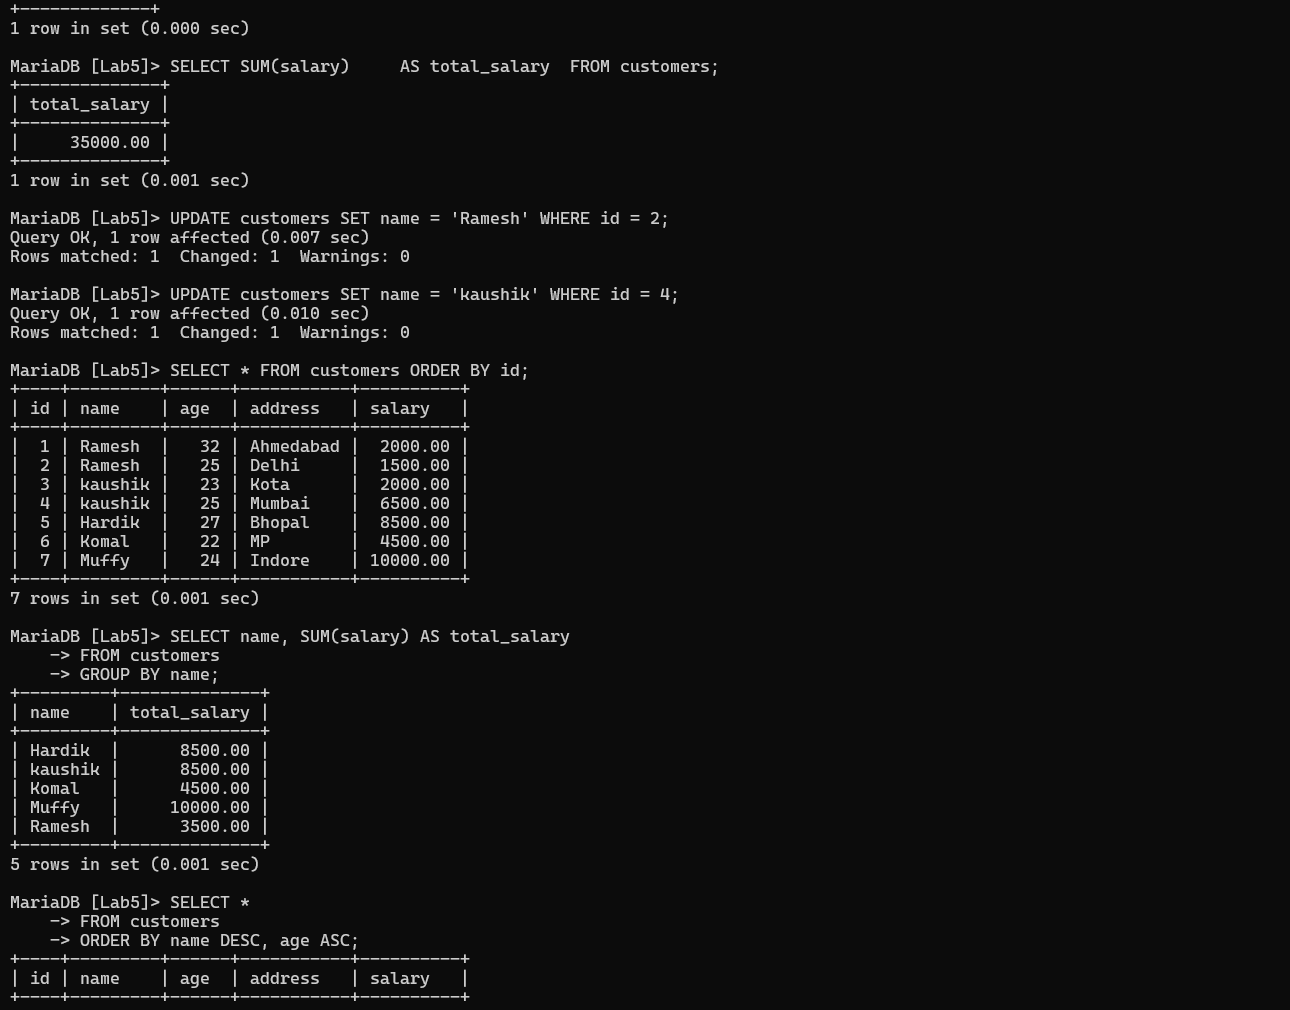 +-------------+
1 row in set (0.000 sec)

MariaDB [Lab5]> SELECT SUM(salary)     AS total_salary  FROM customers;
+--------------+
| total_salary |
+--------------+
|     35000.00 |
+--------------+
1 row in set (0.001 sec)

MariaDB [Lab5]> UPDATE customers SET name = 'Ramesh' WHERE id = 2;
Query OK, 1 row affected (0.007 sec)
Rows matched: 1  Changed: 1  Warnings: 0

MariaDB [Lab5]> UPDATE customers SET name = 'kaushik' WHERE id = 4;
Query OK, 1 row affected (0.010 sec)
Rows matched: 1  Changed: 1  Warnings: 0

MariaDB [Lab5]> SELECT * FROM customers ORDER BY id;
+----+---------+------+-----------+----------+
| id | name    | age  | address   | salary   |
+----+---------+------+-----------+----------+
|  1 | Ramesh  |   32 | Ahmedabad |  2000.00 |
|  2 | Ramesh  |   25 | Delhi     |  1500.00 |
|  3 | kaushik |   23 | Kota      |  2000.00 |
|  4 | kaushik |   25 | Mumbai    |  6500.00 |
|  5 | Hardik  |   27 | Bhopal    |  8500.00 |
|  6 | Komal   |   22 | MP        |  4500.00 |
|  7 | Muffy   |   24 | Indore    | 10000.00 |
+----+---------+------+-----------+----------+
7 rows in set (0.001 sec)

MariaDB [Lab5]> SELECT name, SUM(salary) AS total_salary
    -> FROM customers
    -> GROUP BY name;
+---------+--------------+
| name    | total_salary |
+---------+--------------+
| Hardik  |      8500.00 |
| kaushik |      8500.00 |
| Komal   |      4500.00 |
| Muffy   |     10000.00 |
| Ramesh  |      3500.00 |
+---------+--------------+
5 rows in set (0.001 sec)

MariaDB [Lab5]> SELECT *
    -> FROM customers
    -> ORDER BY name DESC, age ASC;
+----+---------+------+-----------+----------+
| id | name    | age  | address   | salary   |
+----+---------+------+-----------+----------+